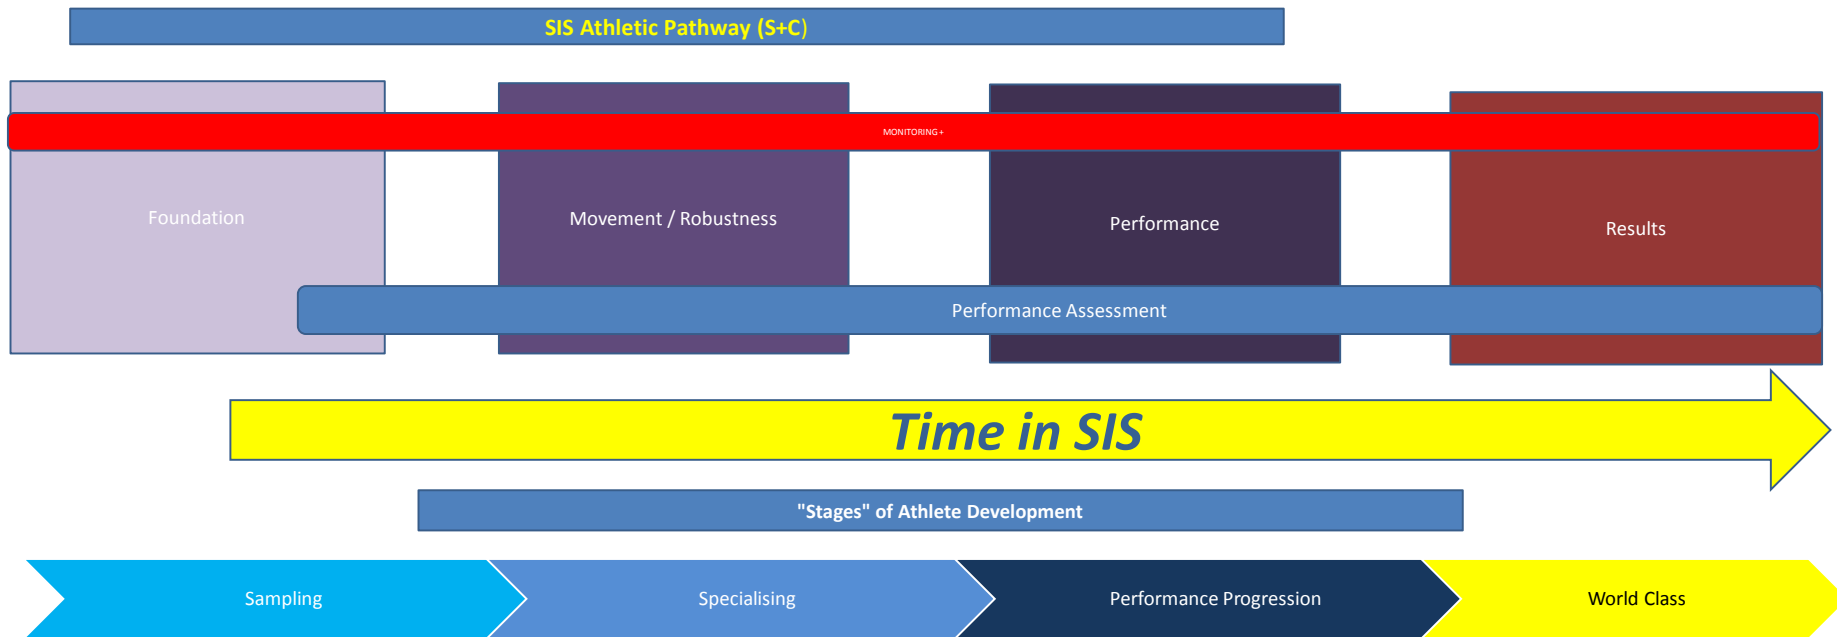 SIS Athletic Pathway (S+C)
MONITORING+
Foundation
Movement / Robustness
Performance
Results
Performance Assessment
Time in SIS
"Stages" of Athlete Development
Sampling
Specialising
Performance Progression
World Class